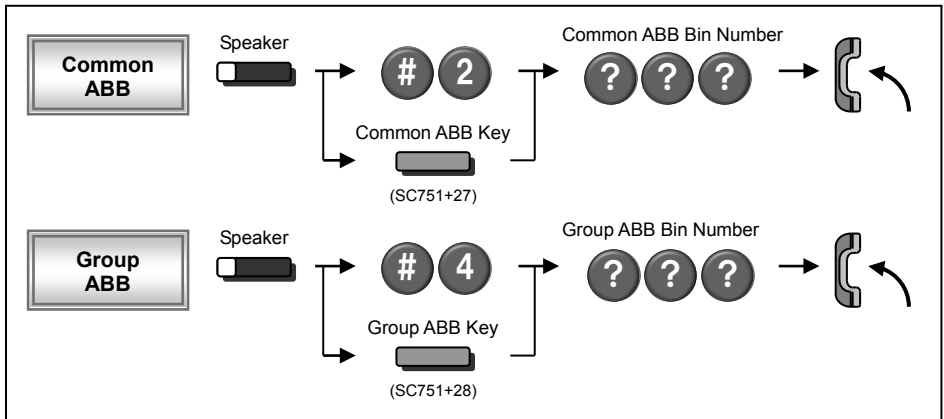 Common
ABB
Speaker
# 2
Common ABB Key
(SC751+27)
Common ABB Bin Number
? ? ?
Group
ABB
Speaker
# 4
Group ABB Key
(SC751+28)
Group ABB Bin Number
? ? ?